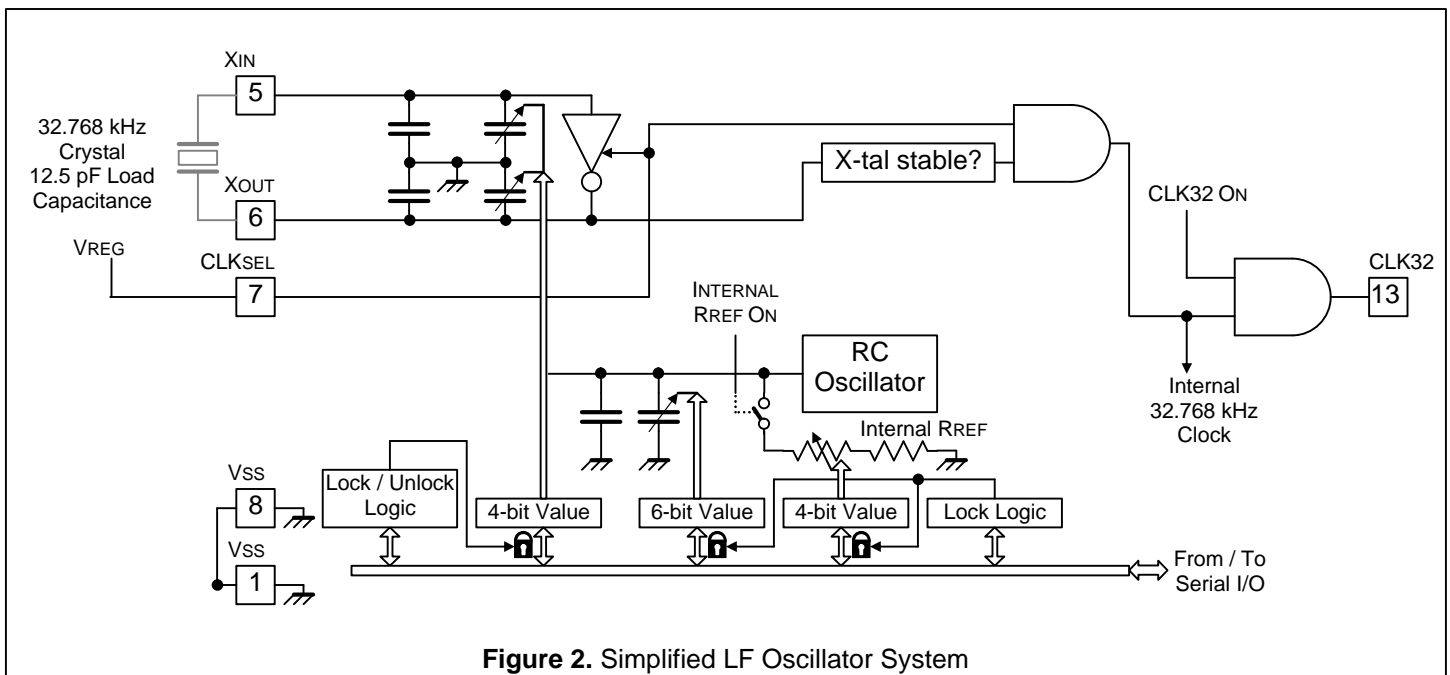 XIN
5
32.768 kHz
Crystal
12.5 pF Load
Capacitance
XOUT
6
VREG
CLKSEL
7
X-tal stable?
CLK32 ON
CLK32
13
INTERNAL
RREF ON
RC
Oscillator
Internal
32.768 kHz
Clock
Internal RREF
VSS
8
VSS
1
Lock / Unlock
Logic
4-bit Value
6-bit Value
4-bit Value
Lock Logic
From / To
Serial I/O
Figure 2. Simplified LF Oscillator System